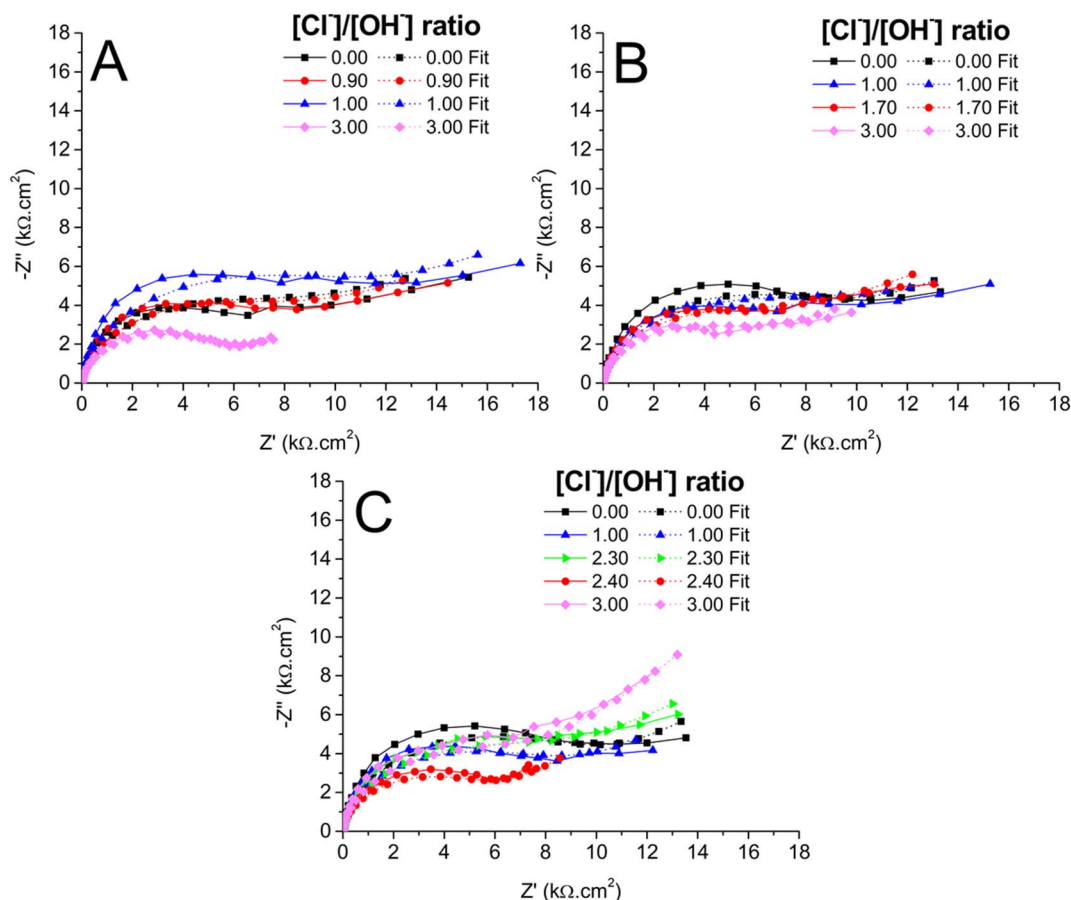 A
[Cl⁻]/[OH⁻] ratio
0.00 0.00 Fit
0.90 0.90 Fit
1.00 1.00 Fit
3.00 3.00 Fit
-Z'' (kΩ.cm²)
18
16
14
12
10
8
6
4
2
0
0 2 4 6 8 10 12 14 16 18
Z' (kΩ.cm²)
B
[Cl⁻]/[OH⁻] ratio
0.00 0.00 Fit
1.00 1.00 Fit
1.70 1.70 Fit
3.00 3.00 Fit
-Z'' (kΩ.cm²)
18
16
14
12
10
8
6
4
2
0
0 2 4 6 8 10 12 14 16 18
Z' (kΩ.cm²)
C
[Cl⁻]/[OH⁻] ratio
0.00 0.00 Fit
1.00 1.00 Fit
2.30 2.30 Fit
2.40 2.40 Fit
3.00 3.00 Fit
-Z'' (kΩ.cm²)
18
16
14
12
10
8
6
4
2
0
0 2 4 6 8 10 12 14 16 18
Z' (kΩ.cm²)